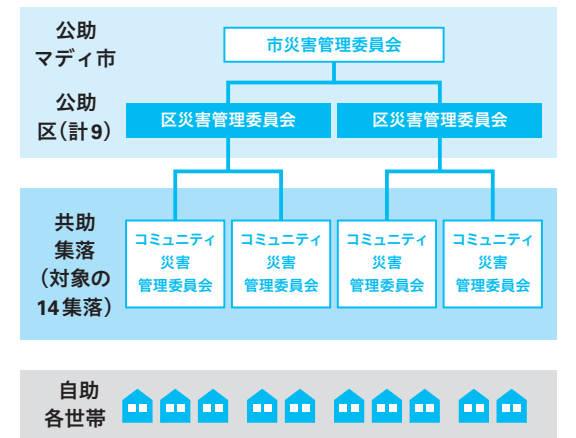 公助
マディ市
市災害管理委員会
公助
区（計9）
区災害管理委員会
区災害管理委員会
共助
集落
（対象の
14集落）
コミュニティ
災害
管理委員会
コミュニティ
災害
管理委員会
コミュニティ
災害
管理委員会
コミュニティ
災害
管理委員会
自助
各世帯